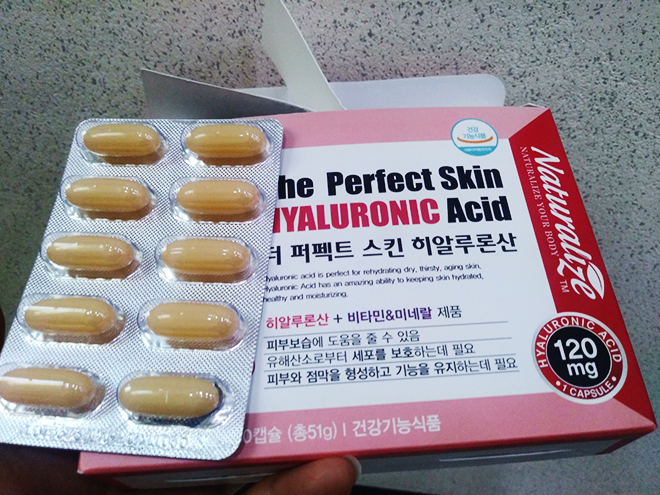 건강
기능식품
he Perfect Skin
HYALURONIC Acid
퍼펙트 스킨 히알루론산
Hyaluronic acid is perfect for rehydrating dry, thirsty, aging skin,
Hyaluronic Acid has an amazing ability to keeping skin hydrated,
healthy and moisturizing.
히알루론산 + 비타민&미네랄 제품
피부보습에 도움을 줄 수 있음
유해산소로부터 세포를 보호하는데 필요
피부와 점막을 형성하고 기능을 유지하는데 필요
0캡슐 (총51g) I 건강기능식품
Naturalize TM
NATURALIZE YOUR BODY
HYALURONIC ACID
120
mg
• 1 CAPSULE •